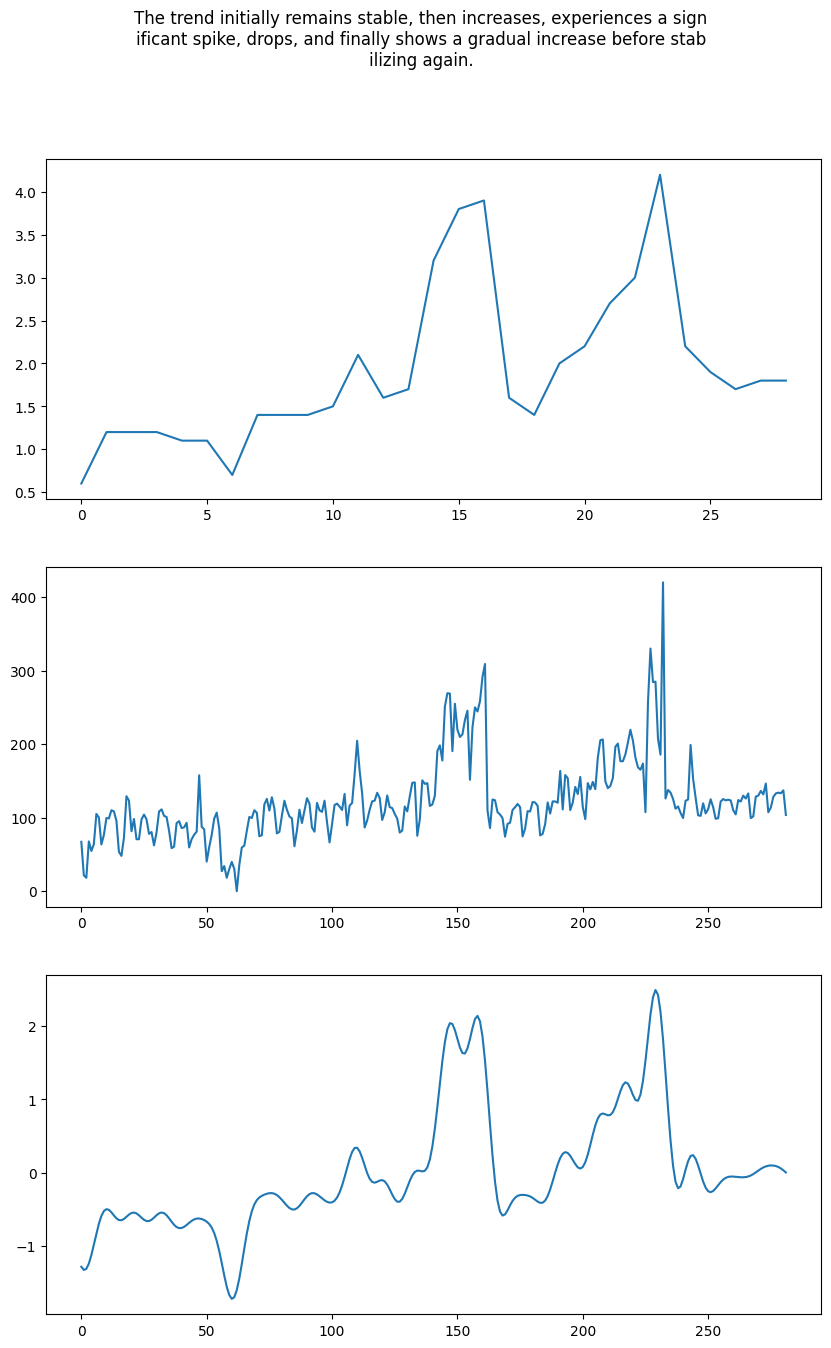 The trend initially remains stable, then increases, experiences a sign
ificant spike, drops, and finally shows a gradual increase before stab
ilizing again.
4.0
3.5
3.0
2.5
2.0
1.5
1.0
0.5
0 5 10 15 20 25
400
300
200
100
0
0 50 100 150 200 250
2
1
0
−1
0 50 100 150 200 250